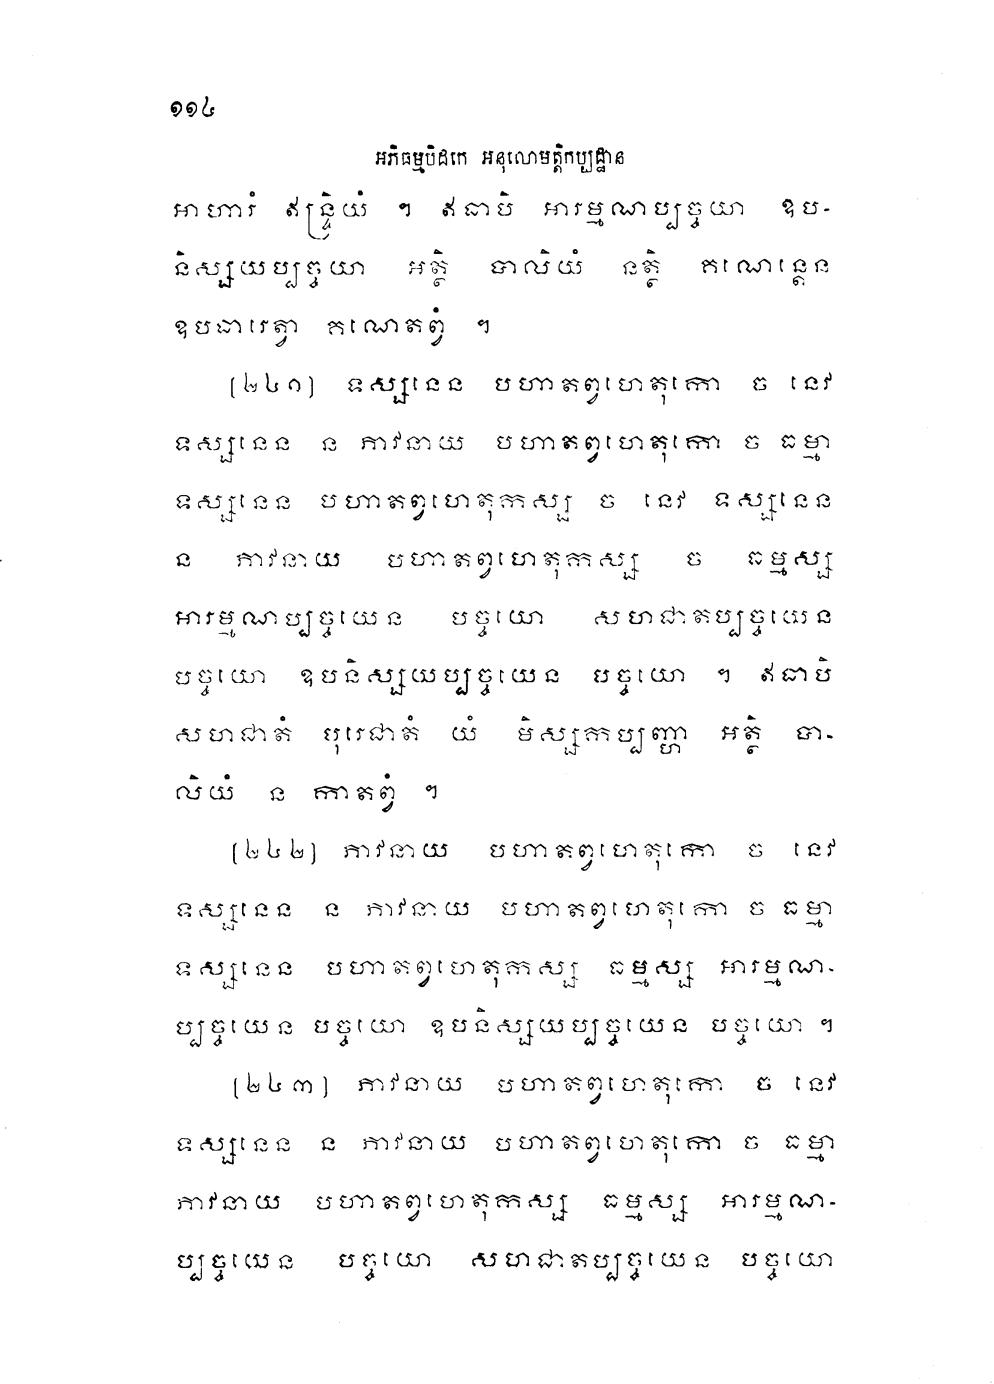 ១១៤
អភិធម្មបិដកេ អនុលោមត្តិកប្បដ្ឋាន
អាហារំ ឥន្ទ្រិយំ ។ ឥធាបិ អារម្មណប្បច្ចយា ឧប-
និស្សយប្បច្ចយា អត្ថិ បាលិយំ នត្ថិ គណេន្តេន
ឧបធារេត្វា គណេតព្វំ ។
(២៤១) ទស្សនេន បហាតព្វហេតុកោ ច នេវ
ទស្សនេន ន ភាវនាយ បហាតព្វហេតុកោ ច ធម្មា
ទស្សនេន បហាតព្វហេតុកស្ស ច នេវ ទស្សនេន
ន ភាវនាយ បហាតព្វហេតុកស្ស ច ធម្មស្ស
អារម្មណប្បច្ចយេន បច្ចយោ សហជាតប្បច្ចយេន
បច្ចយោ ឧបនិស្សយប្បច្ចយេន បច្ចយោ ។ ឥធាបិ
សហជាតំ បុរេជាតំ យំ មិស្សកប្បញ្ហា អត្ថិ បា-
លិយំ ន កាតព្វំ ។
(២៤២) ភាវនាយ បហាតព្វហេតុកោ ច នេវ
ទស្សនេន ន ភាវនាយ បហាតព្វហេតុកោ ច ធម្មា
ទស្សនេន បហាតព្វហេតុកស្ស ធម្មស្ស អារម្មណ-
ប្បច្ចយេន បច្ចយោ ឧបនិស្សយប្បច្ចយេន បច្ចយោ ។
(២៤៣) ភាវនាយ បហាតព្វហេតុកោ ច នេវ
ទស្សនេន ន ភាវនាយ បហាតព្វហេតុកោ ច ធម្មា
ភាវនាយ បហាតព្វហេតុកស្ស ធម្មស្ស អារម្មណ-
ប្បច្ចយេន បច្ចយោ សហជាតប្បច្ចយេន បច្ចយោ